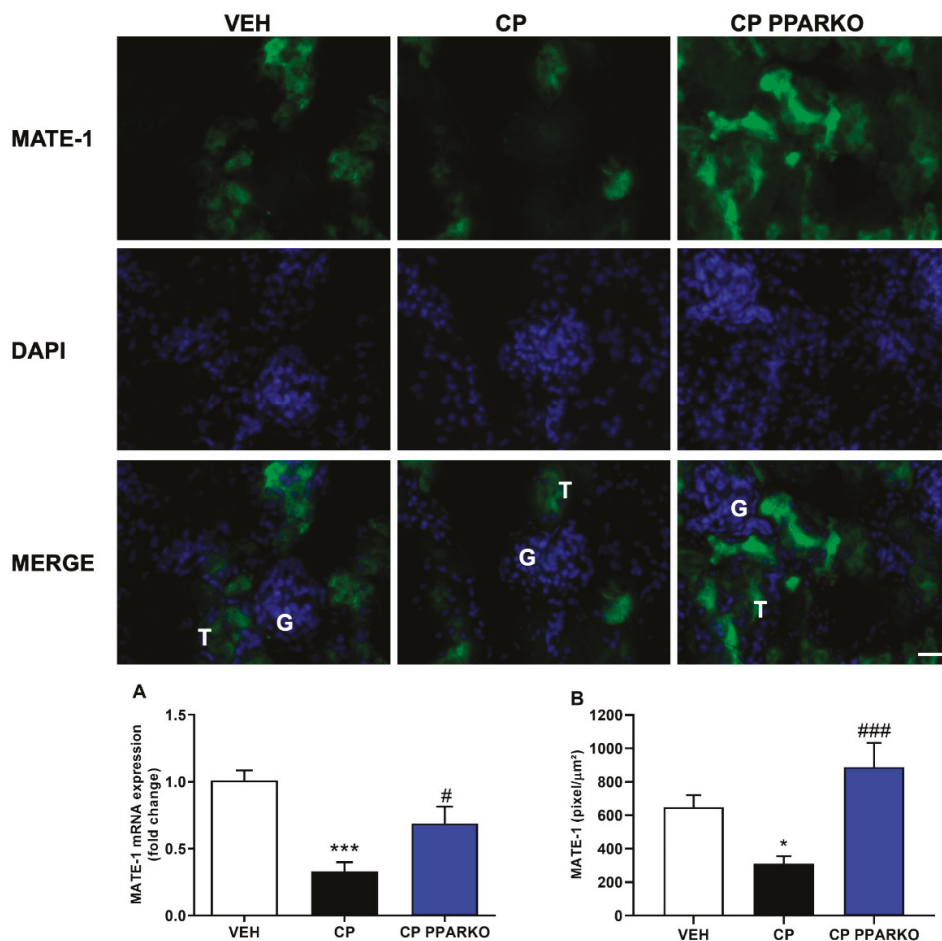 VEH CP CP PPARKO
MATE-1
DAPI
MERGE
T G
G T
G T
A
MATE-1 mRNA expression
(fold change)
1.5
1.0
0.5
0.0
***
#
VEH CP CP PPARKO
B
MATE-1 (pixel/µm²)
1200
1000
800
600
400
200
0
*
###
VEH CP CP PPARKO